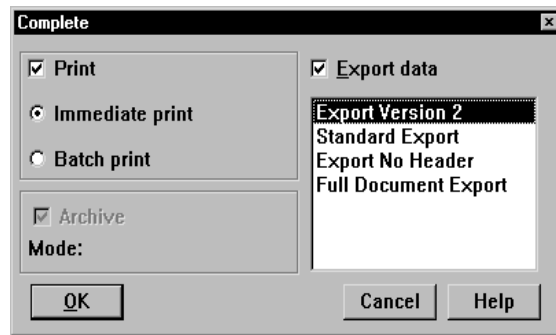 Complete
Print
Immediate print
Batch print
Archive
Mode:
Export data
Export Version 2
Standard Export
Export No Header
Full Document Export
OK
Cancel
Help